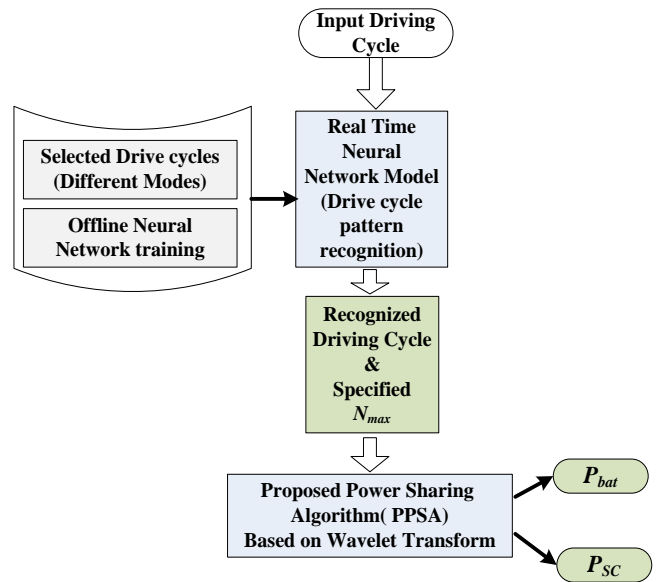 Input Driving
Cycle
Selected Drive cycles
(Different Modes)
Offline Neural
Network training
Real Time
Neural
Network Model
(Drive cycle
pattern
recognition)
Recognized
Driving Cycle
&
Specified
Nmax
Proposed Power Sharing
Algorithm( PPSA)
Based on Wavelet Transform
Pbat
PSC